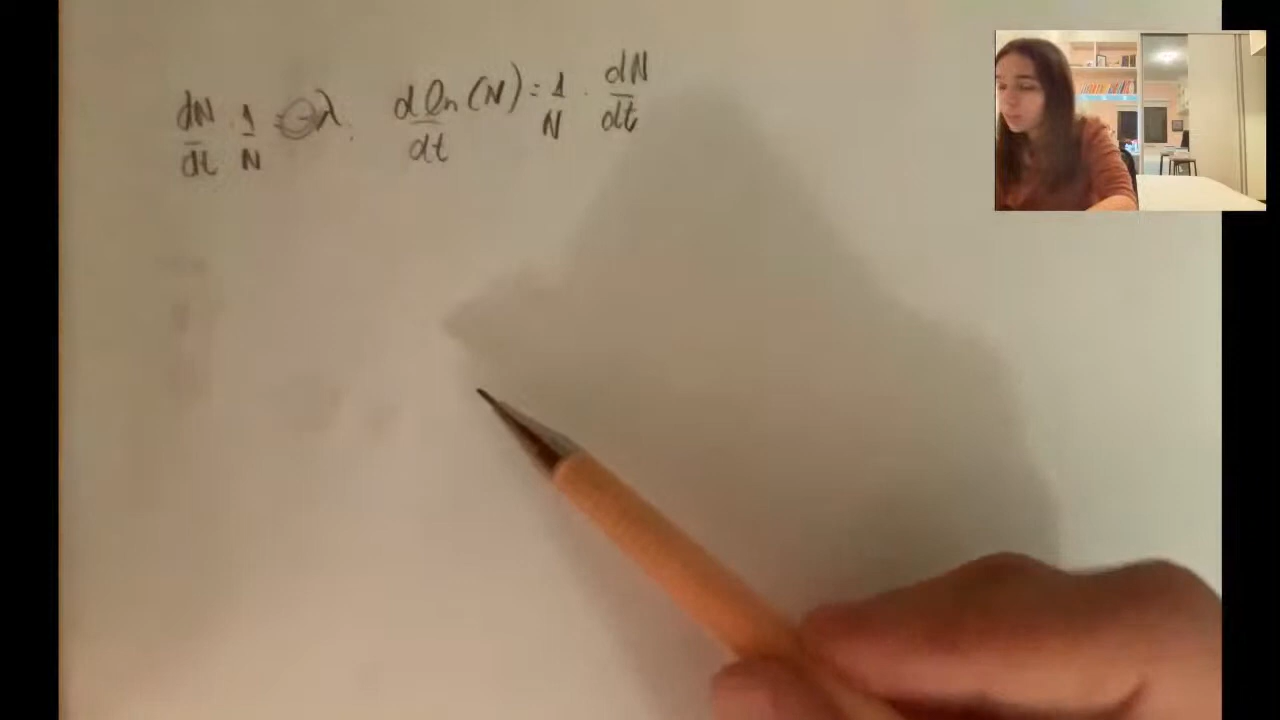 dN/dt · 1/N = -λ. d ln(N)/dt = 1/N · dN/dt